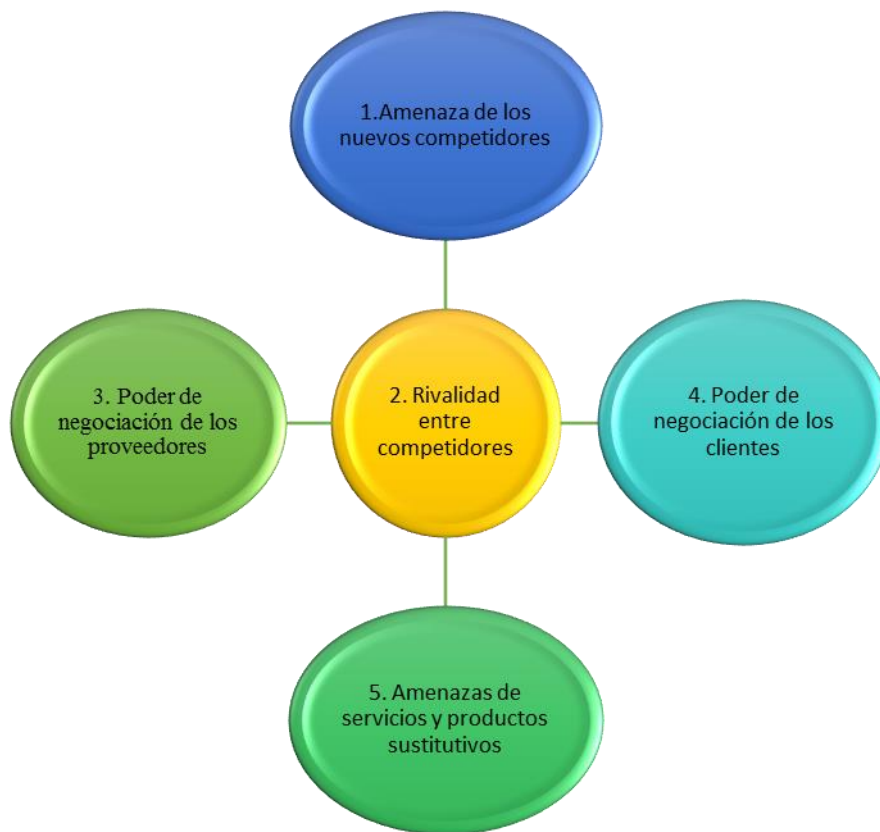 1.Amenaza de los
nuevos competidores
3. Poder de
negociación de los
proveedores
2. Rivalidad
entre
competidores
4. Poder de
negociación de los
clientes
5. Amenazas de
servicios y productos
sustitutivos